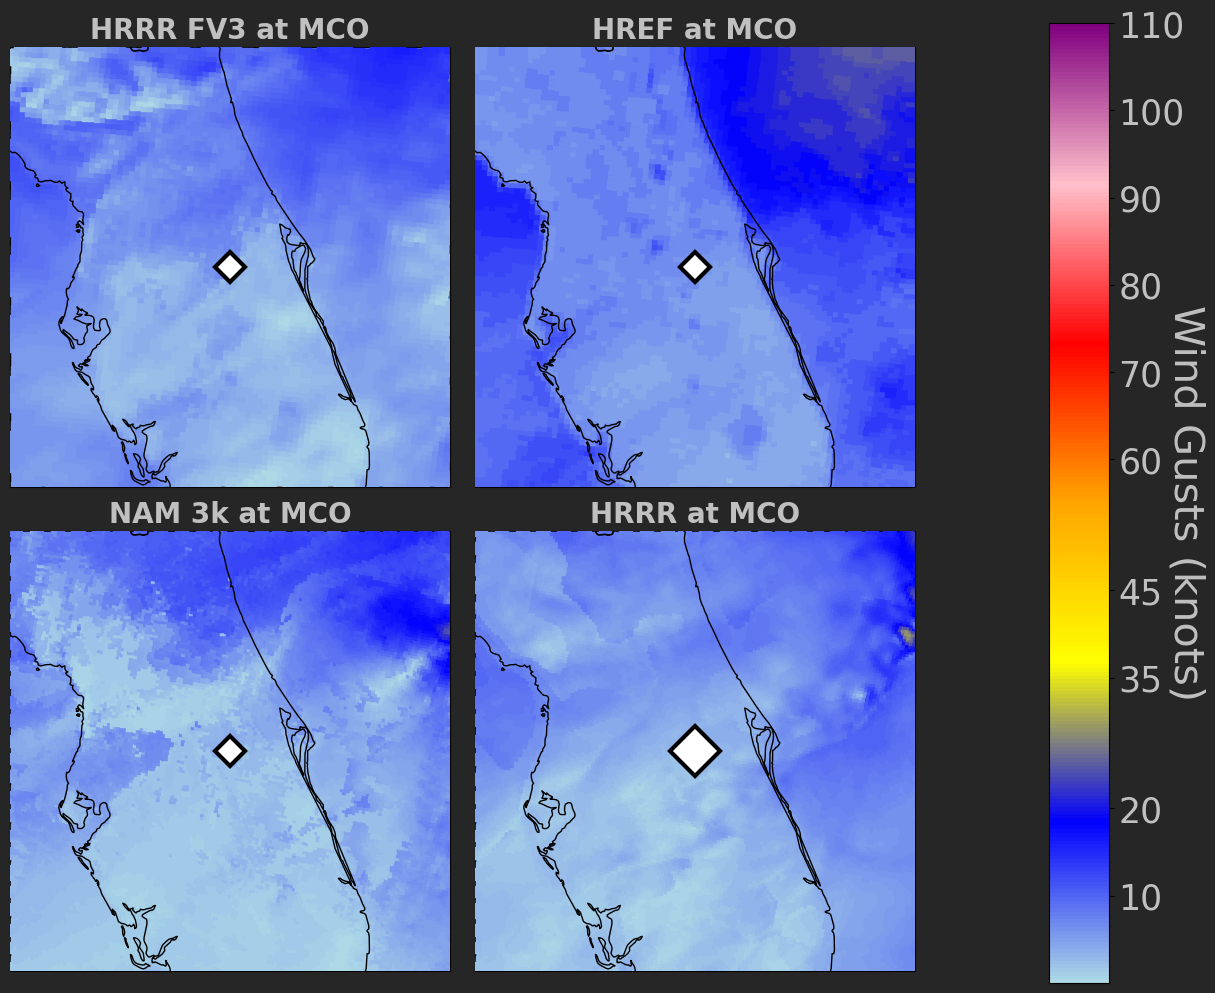 HRRR FV3 at MCO
HREF at MCO
NAM 3k at MCO
HRRR at MCO
110
100
90
80
70
60
45
35
20
10
Wind Gusts (knots)